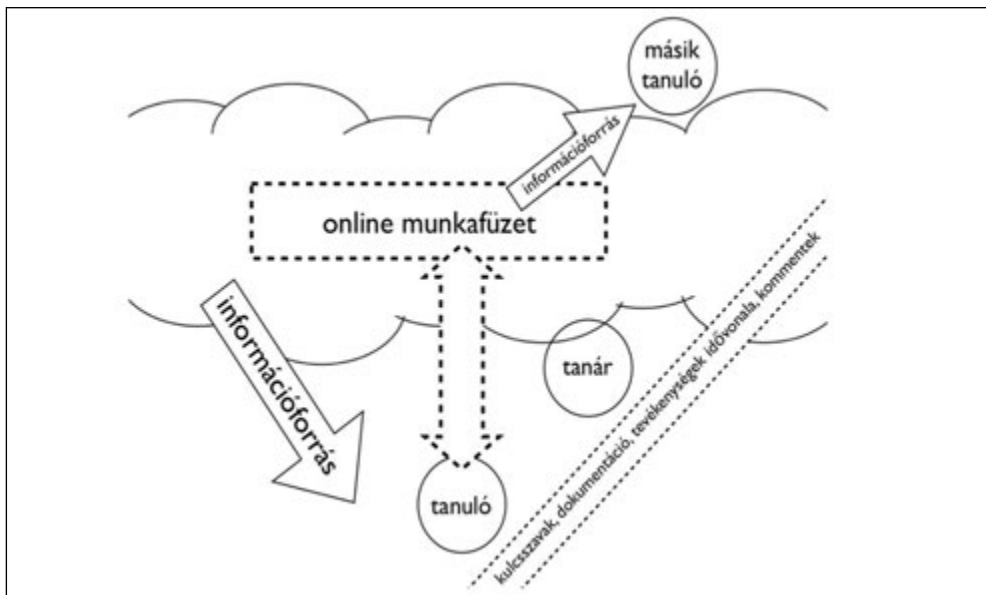 másik
tanuló
információforrás
online munkafüzet
információforrás
tanár
kulcsszavak, dokumentáció, tevékenységek idővonala, kommentek
tanuló